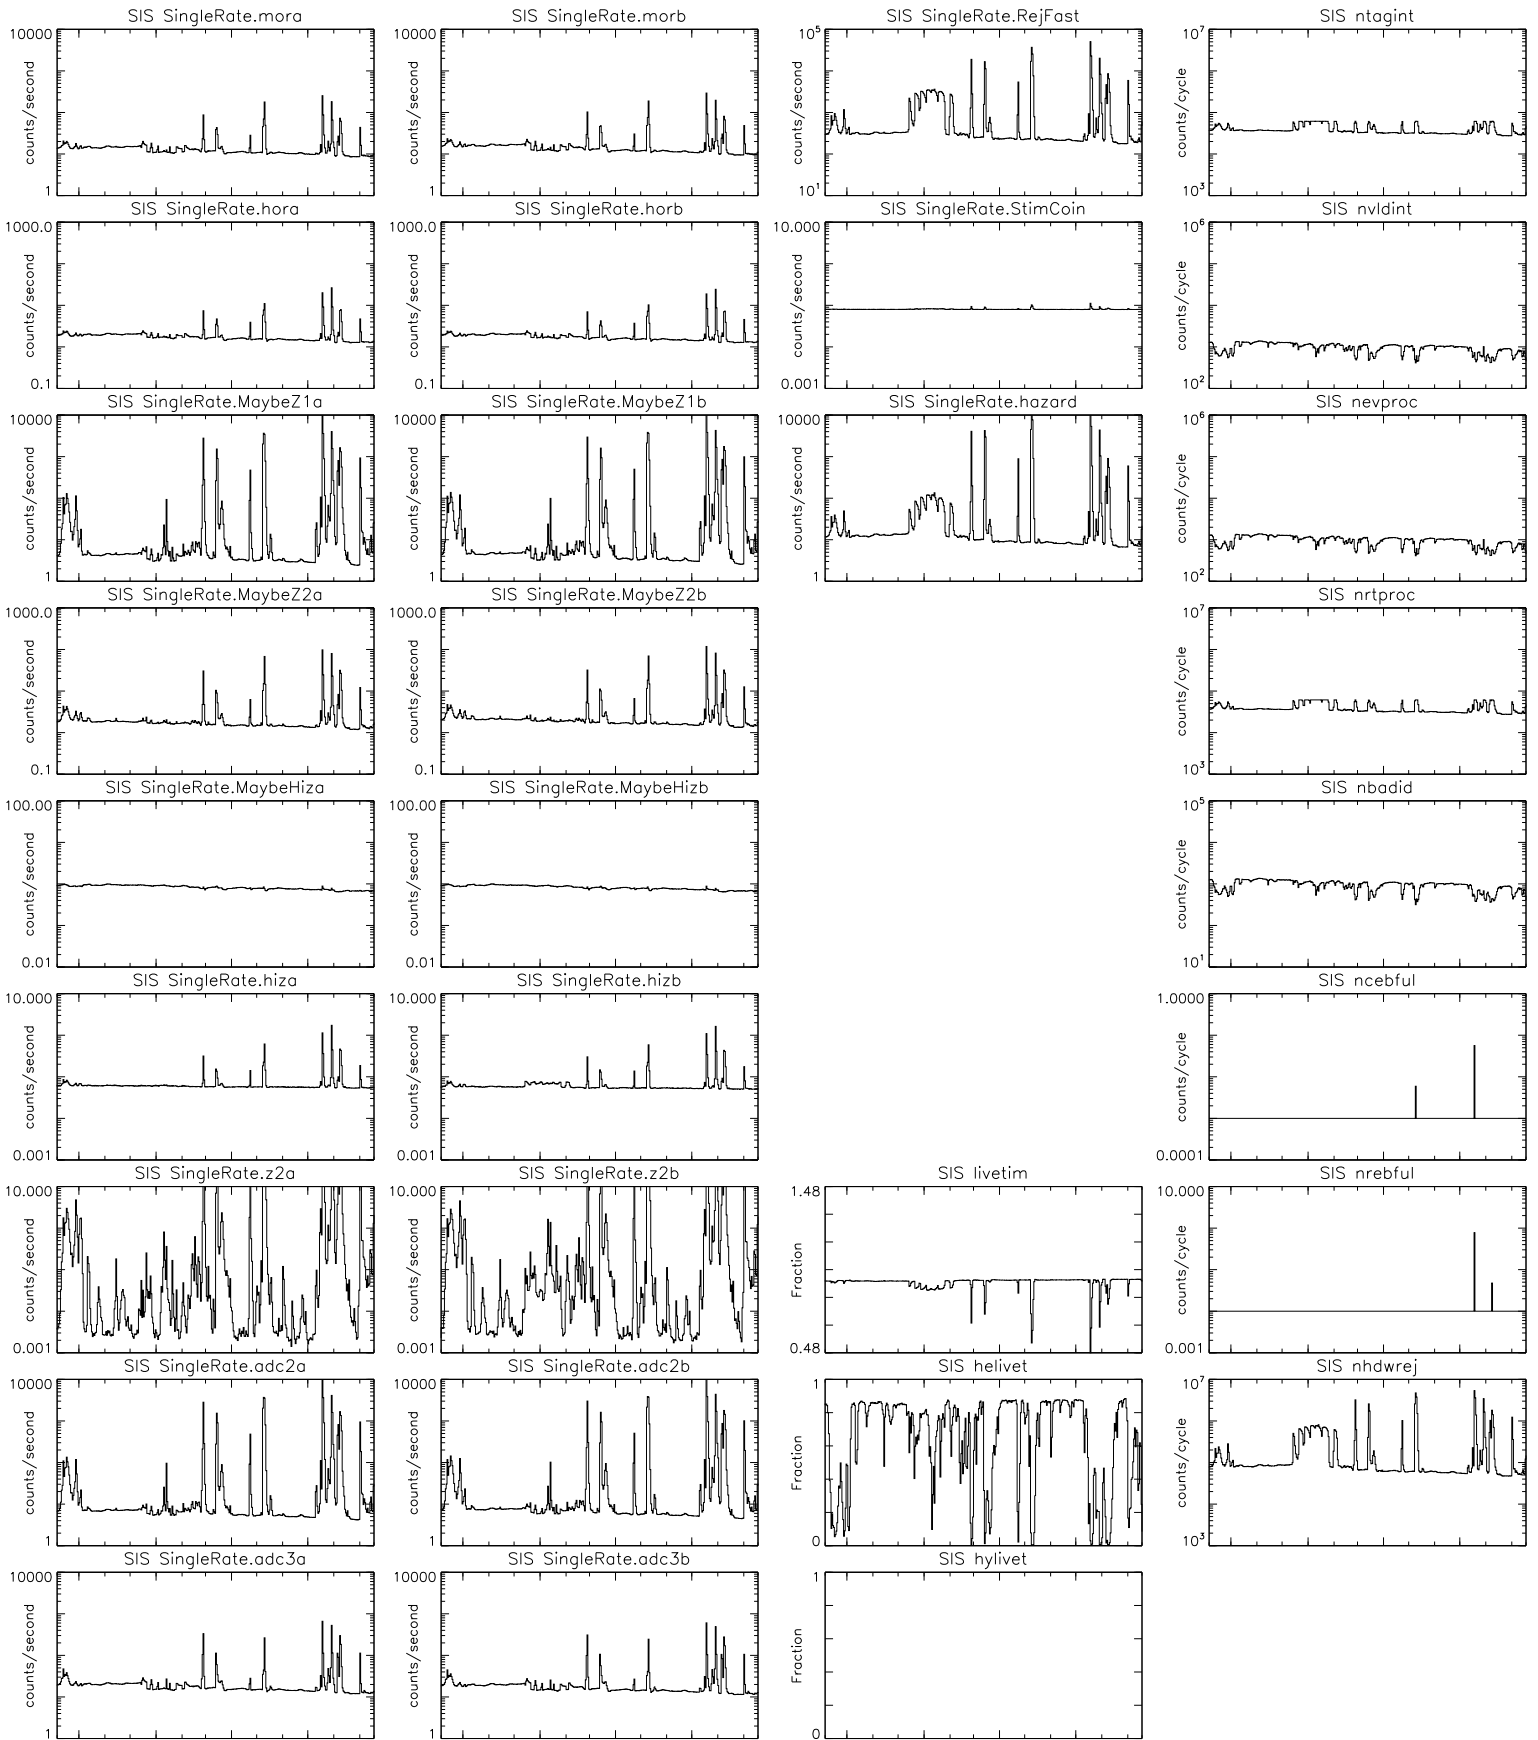 SIS SingleRate.mora
10000
counts/second
1
SIS SingleRate.morb
10000
counts/second
1
SIS SingleRate.RejFast
10^5
counts/second
10^1
SIS ntagint
10^7
counts/cycle
10^3
SIS SingleRate.hora
1000.0
counts/second
0.1
SIS SingleRate.horb
1000.0
counts/second
0.1
SIS SingleRate.StimCoin
10.000
counts/second
0.001
SIS nvldint
10^6
counts/cycle
10^2
SIS SingleRate.MaybeZ1a
10000
counts/second
1
SIS SingleRate.MaybeZ1b
10000
counts/second
1
SIS SingleRate.hazard
10000
counts/second
1
SIS nevproc
10^6
counts/cycle
10^2
SIS SingleRate.MaybeZ2a
1000.0
counts/second
0.1
SIS SingleRate.MaybeZ2b
1000.0
counts/second
0.1
SIS nrtproc
10^7
counts/cycle
10^3
SIS SingleRate.MaybeHiza
100.00
counts/second
0.01
SIS SingleRate.MaybeHizb
100.00
counts/second
0.01
SIS nbadid
10^5
counts/cycle
10^1
SIS SingleRate.hiza
10.000
counts/second
0.001
SIS SingleRate.hizb
10.000
counts/second
0.001
SIS ncebful
1.0000
counts/cycle
0.0001
SIS SingleRate.z2a
10.000
counts/second
0.001
SIS SingleRate.z2b
10.000
counts/second
0.001
SIS livetim
1.48
Fraction
0.48
SIS nrebful
10.000
counts/cycle
0.001
SIS SingleRate.adc2a
10000
counts/second
1
SIS SingleRate.adc2b
10000
counts/second
1
SIS helivet
1
Fraction
0
SIS nhdwrej
10^7
counts/cycle
10^3
SIS SingleRate.adc3a
10000
counts/second
1
SIS SingleRate.adc3b
10000
counts/second
1
SIS hylivet
1
Fraction
0